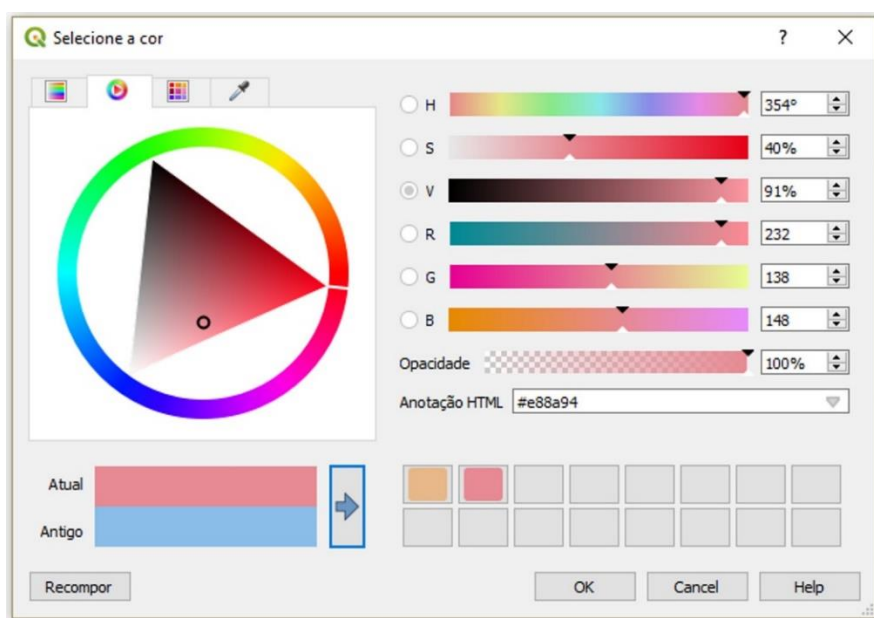 Selecione a cor ?
H 354°
S 40%
V 91%
R 232
G 138
B 148
Opacidade 100%
Anotação HTML #e88a94
Atual
Antigo
Recompor OK Cancel Help